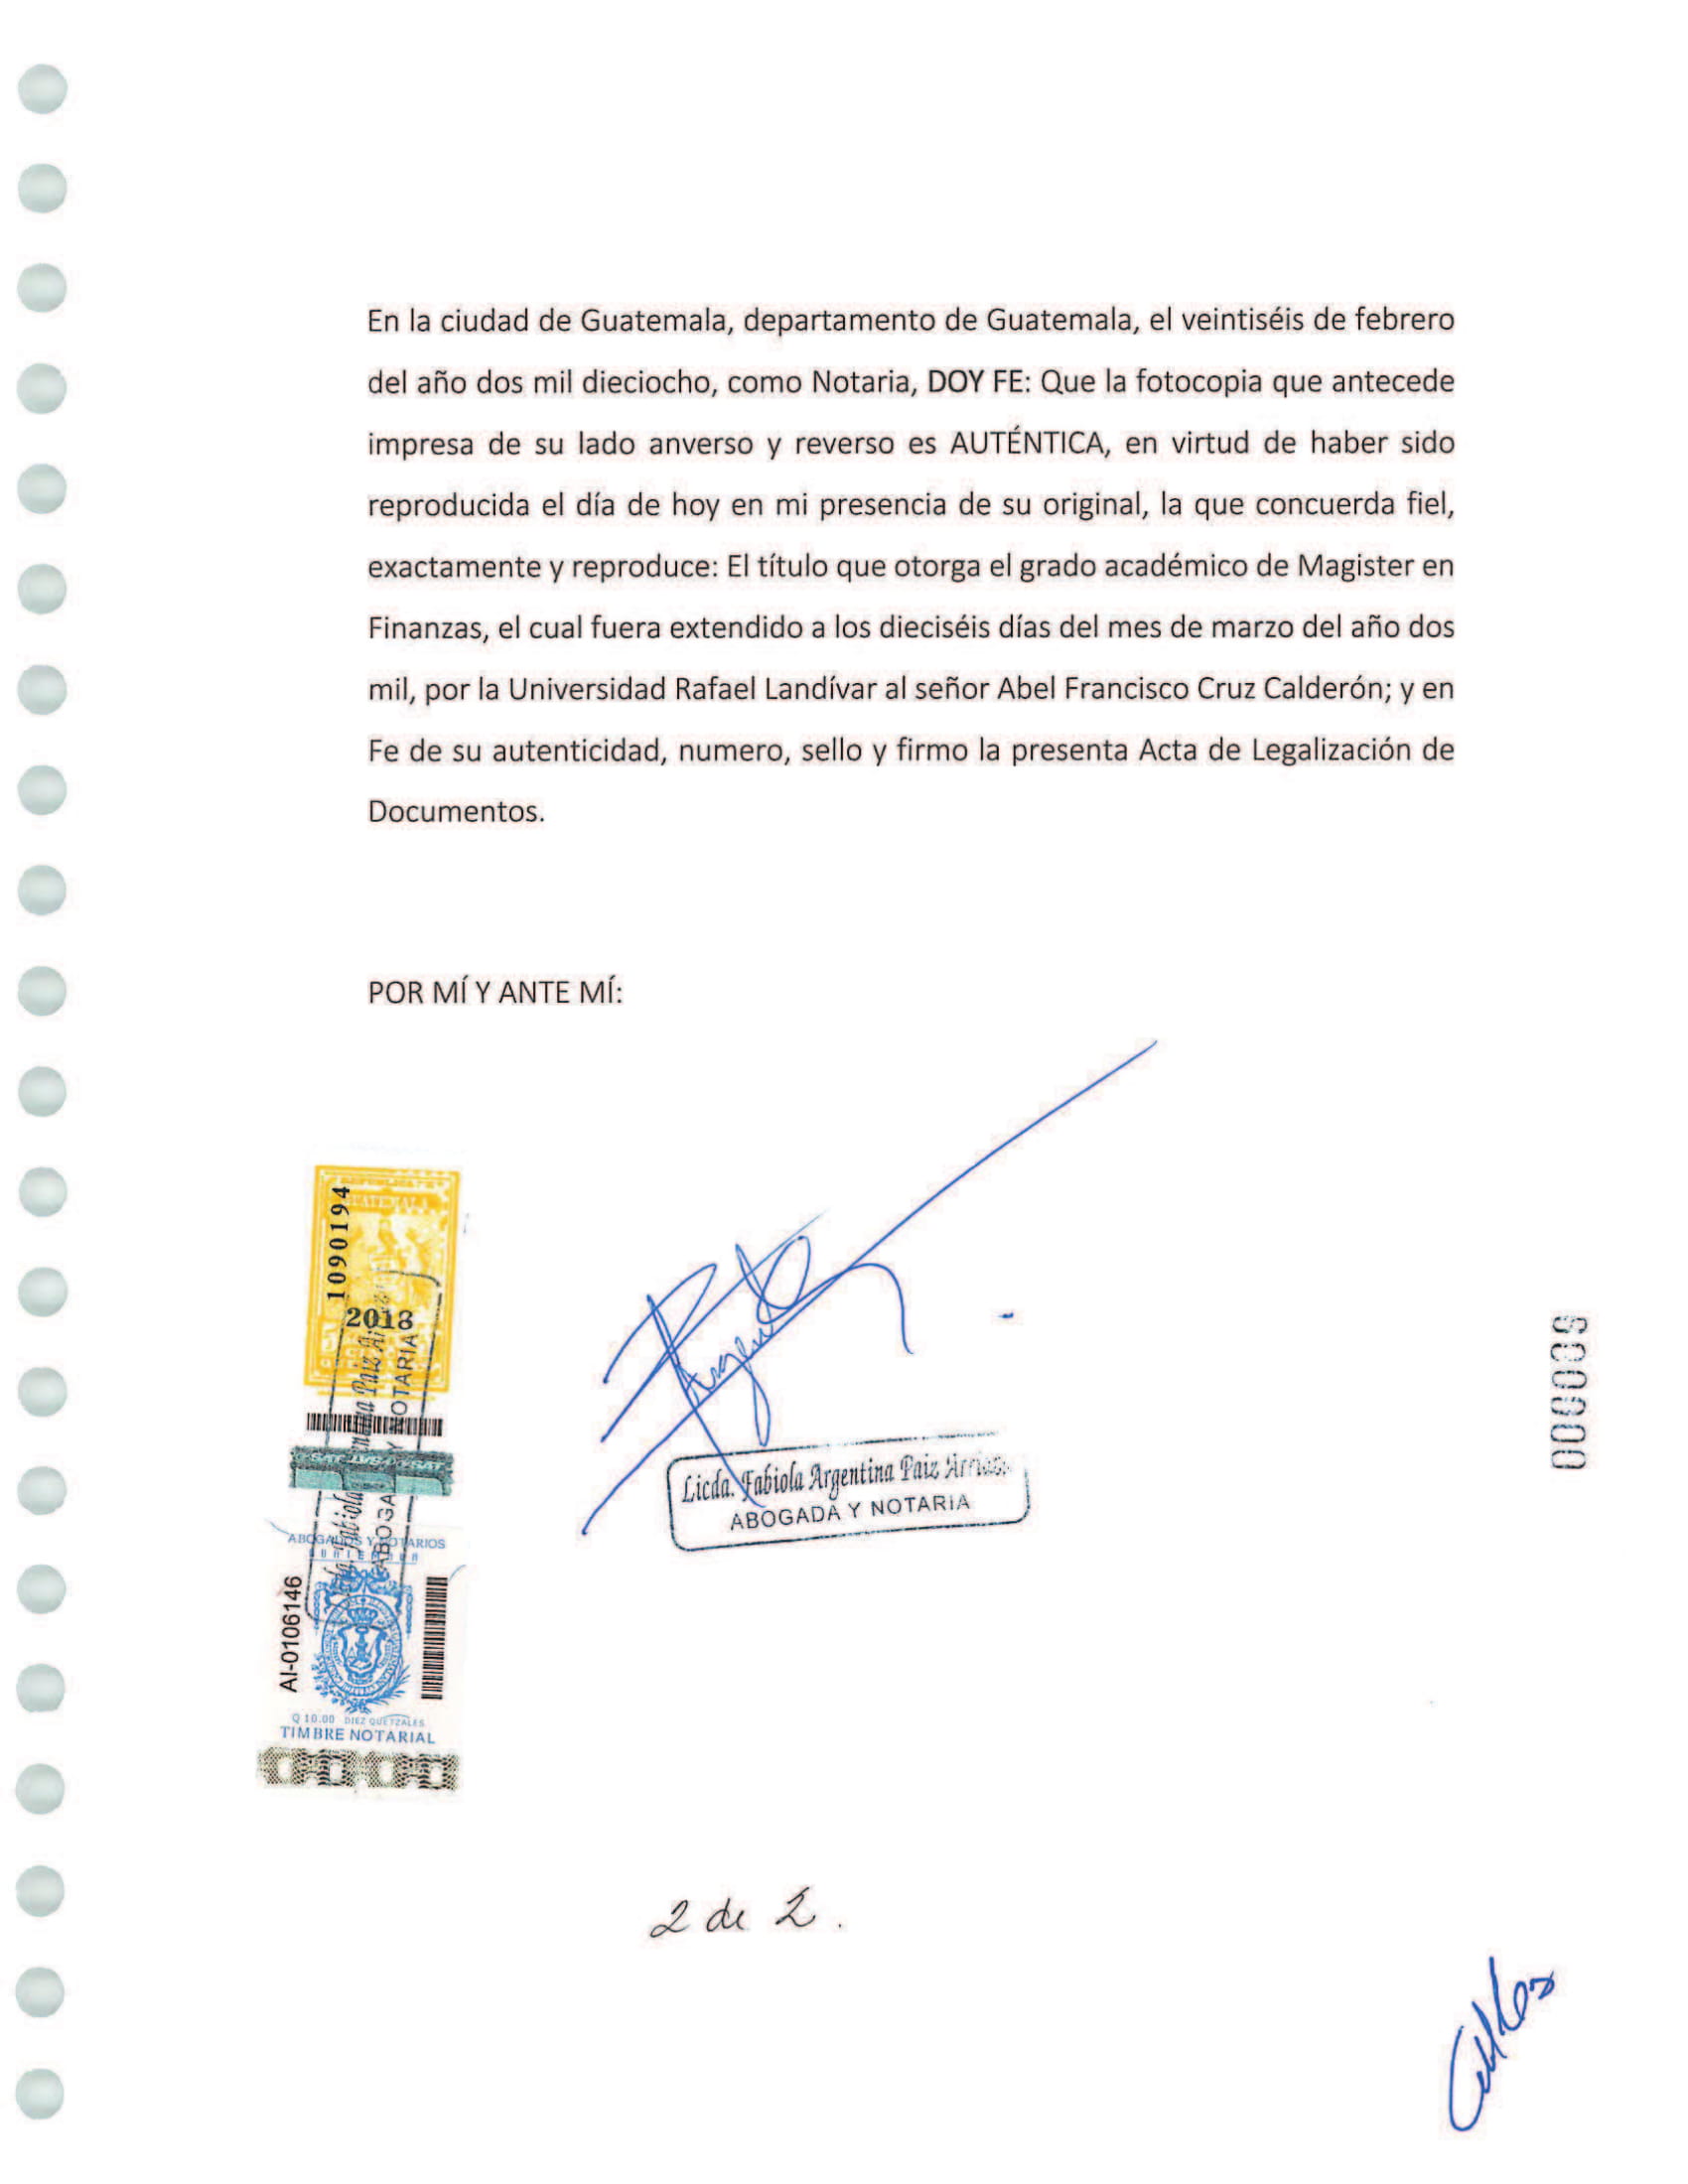 En la ciudad de Guatemala, departamento de Guatemala, el veintiséis de febrero
del año dos mil dieciocho, como Notaria, DOY FE: Que la fotocopia que antecede
impresa de su lado anverso y reverso es AUTÉNTICA, en virtud de haber sido
reproducida el día de hoy en mi presencia de su original, la que concuerda fiel,
exactamente y reproduce: El título que otorga el grado académico de Magister en
Finanzas, el cual fuera extendido a los dieciséis días del mes de marzo del año dos
mil, por la Universidad Rafael Landívar al señor Abel Francisco Cruz Calderón; y en
Fe de su autenticidad, numero, sello y firmo la presenta Acta de Legalización de
Documentos.
POR MÍ Y ANTE MÍ:
1090194
2018
Licda. Fabiola Argentina Paiz
ABOGADA Y NOTARIA
ABOGADOS Y NOTARIOS
AI-0106146
Q 10.00 DIEZ QUETZALES
TIMBRE NOTARIAL
2 de 2.